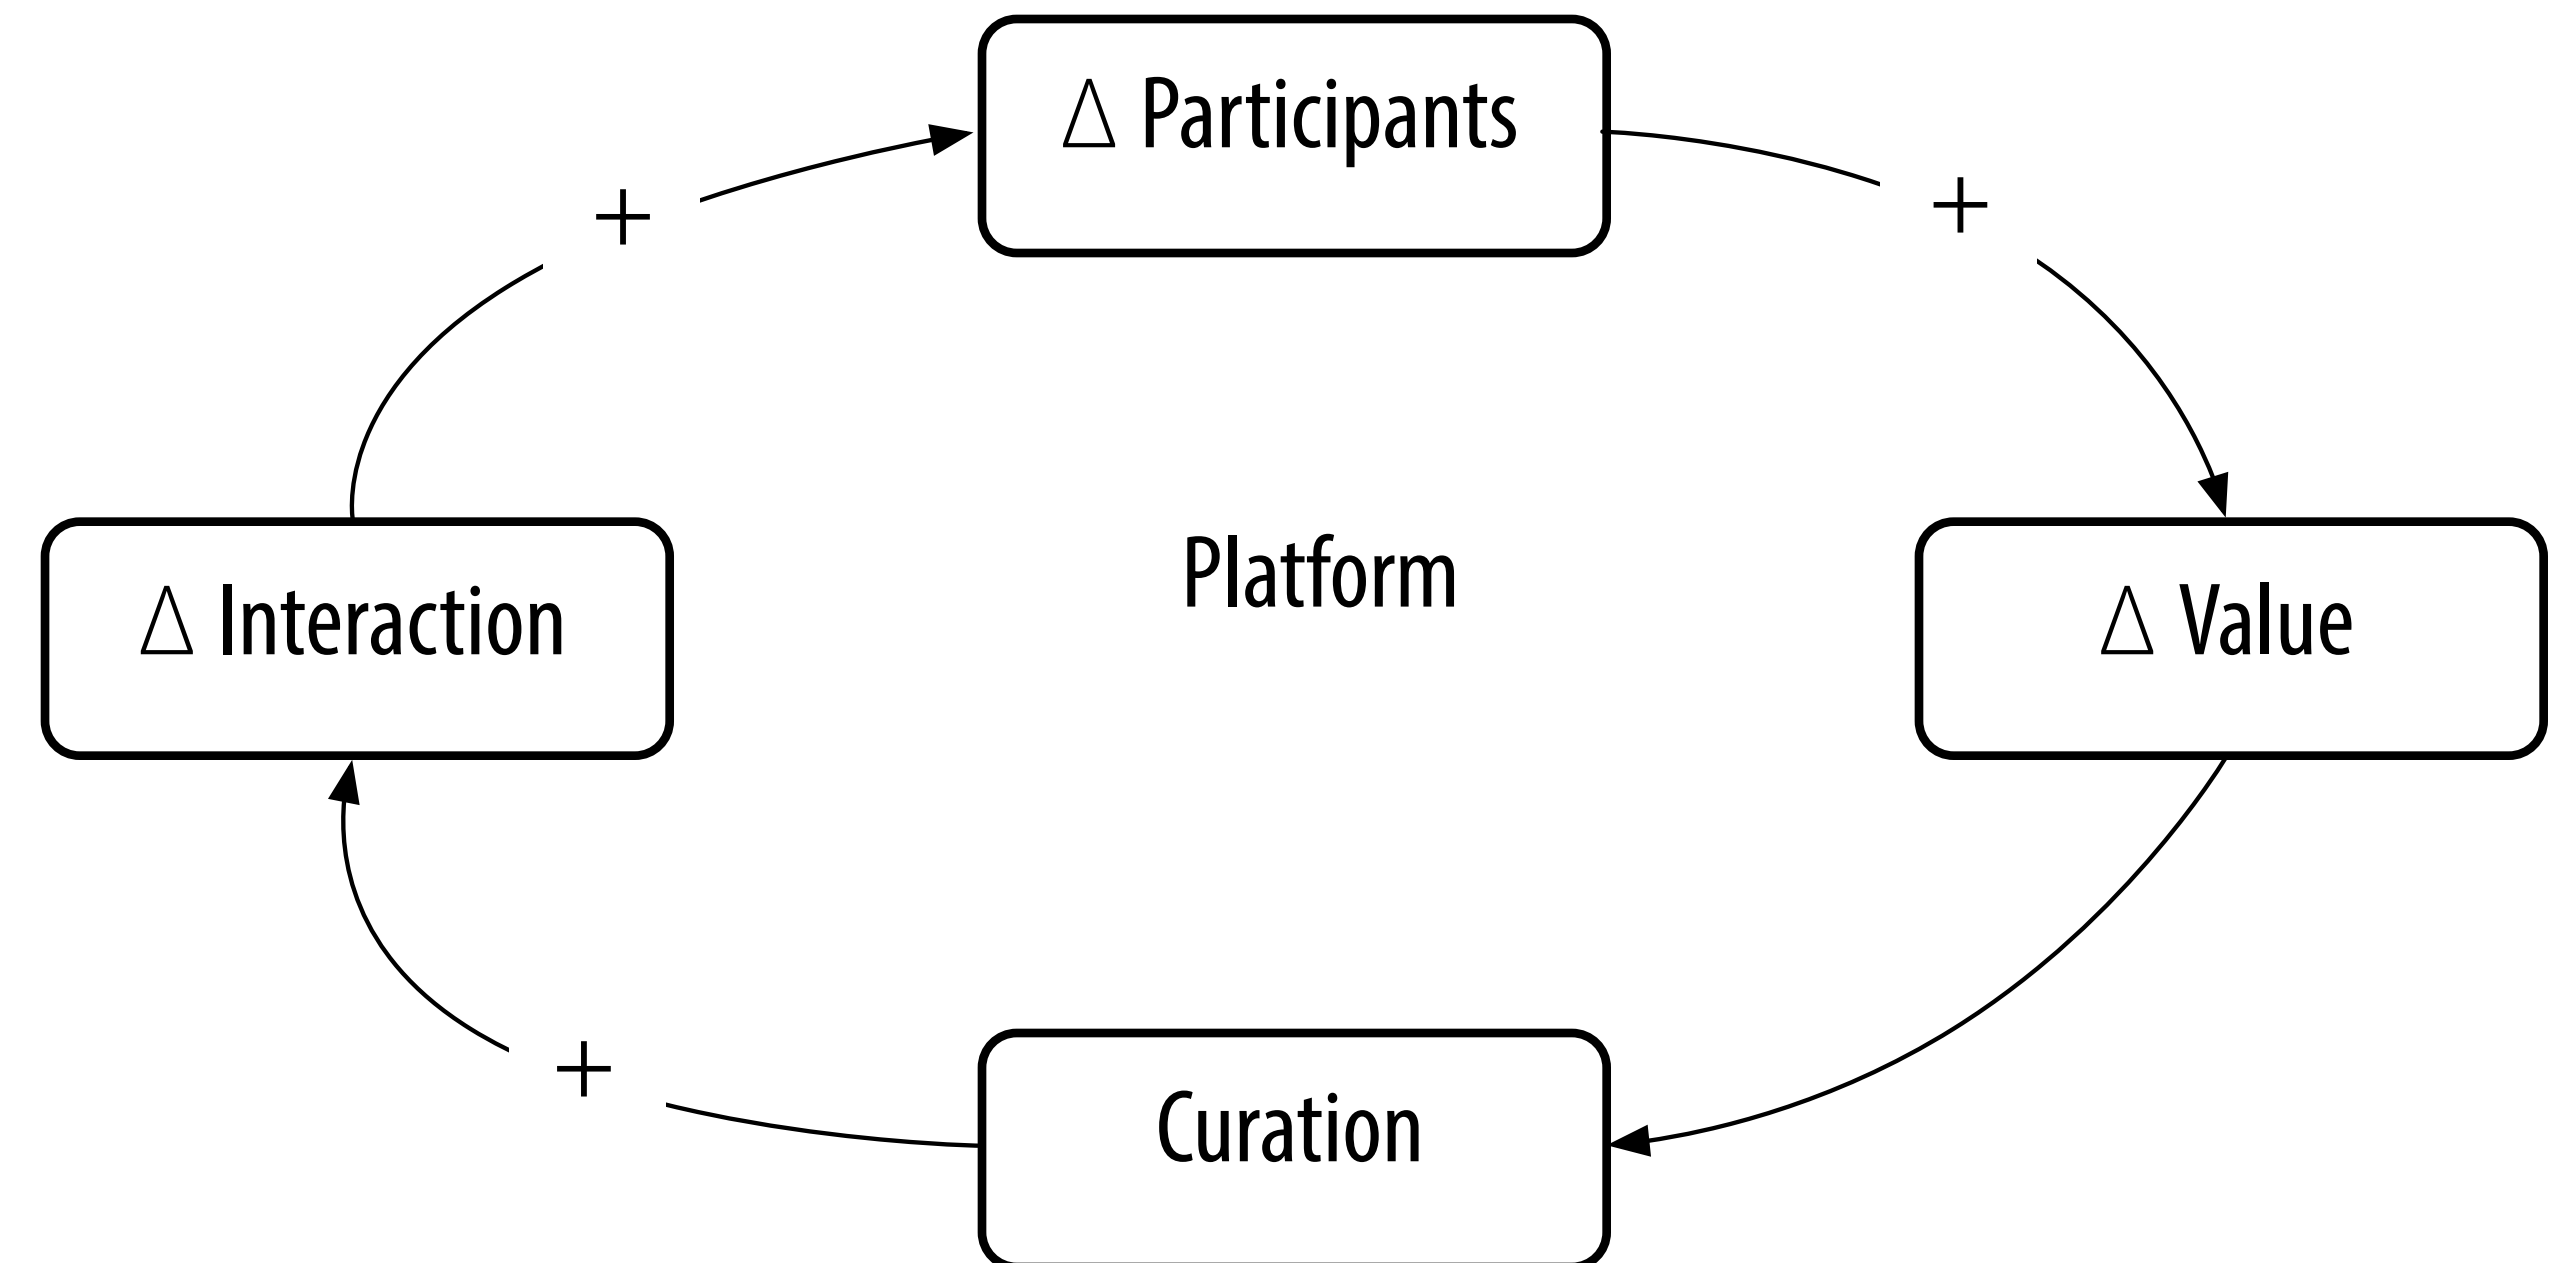 Δ Participants
+
+
Δ Interaction
Platform
Δ Value
+
Curation